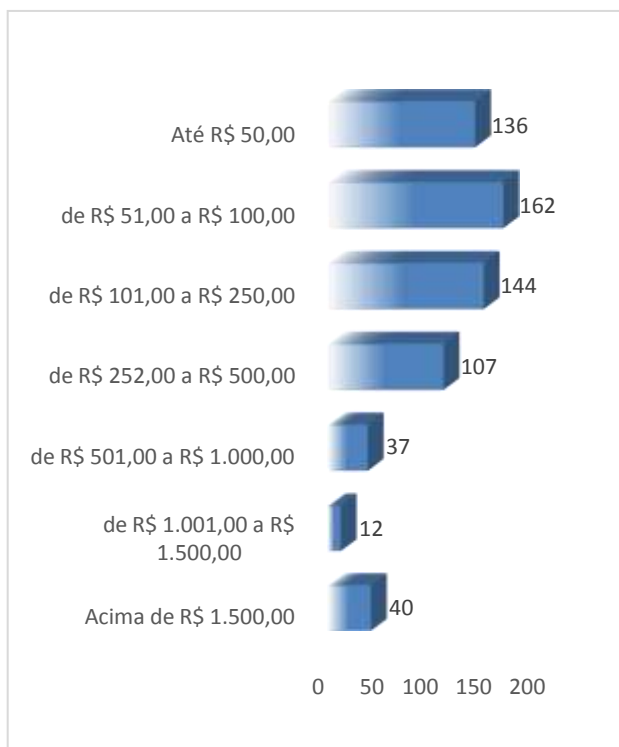 Até R$ 50,00
136
de R$ 51,00 a R$ 100,00
162
de R$ 101,00 a R$ 250,00
144
de R$ 252,00 a R$ 500,00
107
de R$ 501,00 a R$ 1.000,00
37
de R$ 1.001,00 a R$
1.500,00
12
Acima de R$ 1.500,00
40
0 50 100 150 200